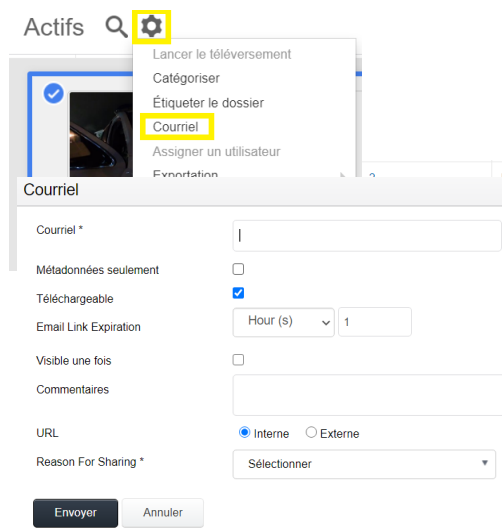 Actifs
Lancer le téléversement
Catégoriser
Étiqueter le dossier
Courriel
Assigner un utilisateur
Exportation
Courriel
Courriel *
Métadonnées seulement
Téléchargeable
Email Link Expiration Hour (s) 1
Visible une fois
Commentaires
URL Interne Externe
Reason For Sharing * Sélectionner
Envoyer Annuler